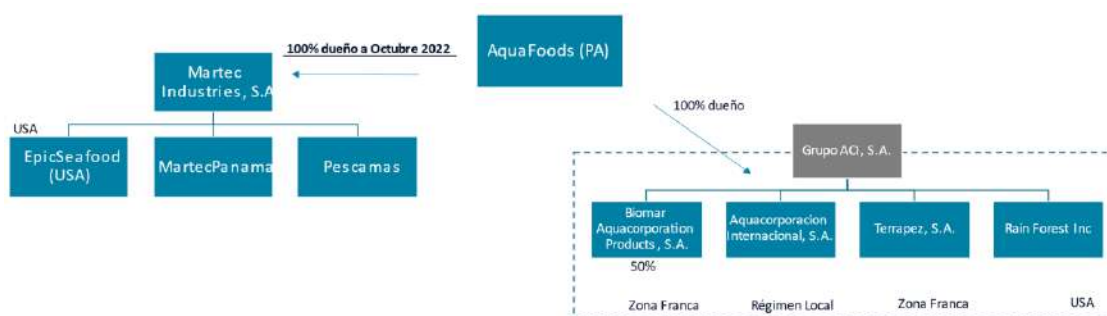 100% dueño a Octubre 2022
AquaFoods (PA)
Martec
Industries, S.A
100% dueño
USA
EpicSeafood
(USA)
MartecPanama
Pescamas
Grupo ACI, S.A.
Biomar
Aquacorporation
Products, S.A.
Aquacorporacion
Internacional, S.A.
Terrapez, S.A.
Rain Forest Inc
50%
Zona Franca
Régimen Local
Zona Franca
USA